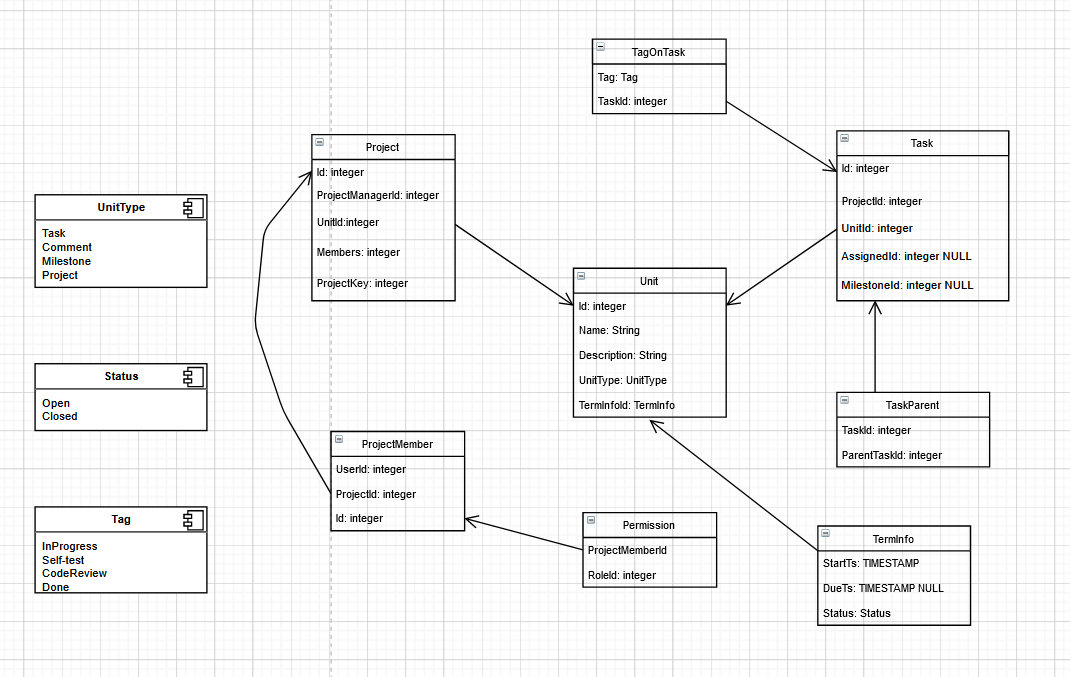 TagOnTask
Tag: Tag
TaskId: integer
Project
Id: integer
ProjectManagerId: integer
UnitId:integer
Members: integer
ProjectKey: integer
Task
Id: integer
ProjectId: integer
UnitId: integer
AssignedId: integer NULL
MilestoneId: integer NULL
UnitType
Task
Comment
Milestone
Project
Unit
Id: integer
Name: String
Description: String
UnitType: UnitType
TermInfoId: TermInfo
Status
Open
Closed
TaskParent
TaskId: integer
ParentTaskId: integer
ProjectMember
UserId: integer
ProjectId: integer
Id: integer
Tag
InProgress
Self-test
CodeReview
Done
Permission
ProjectMemberId
RoleId: integer
TermInfo
StartTs: TIMESTAMP
DueTs: TIMESTAMP NULL
Status: Status